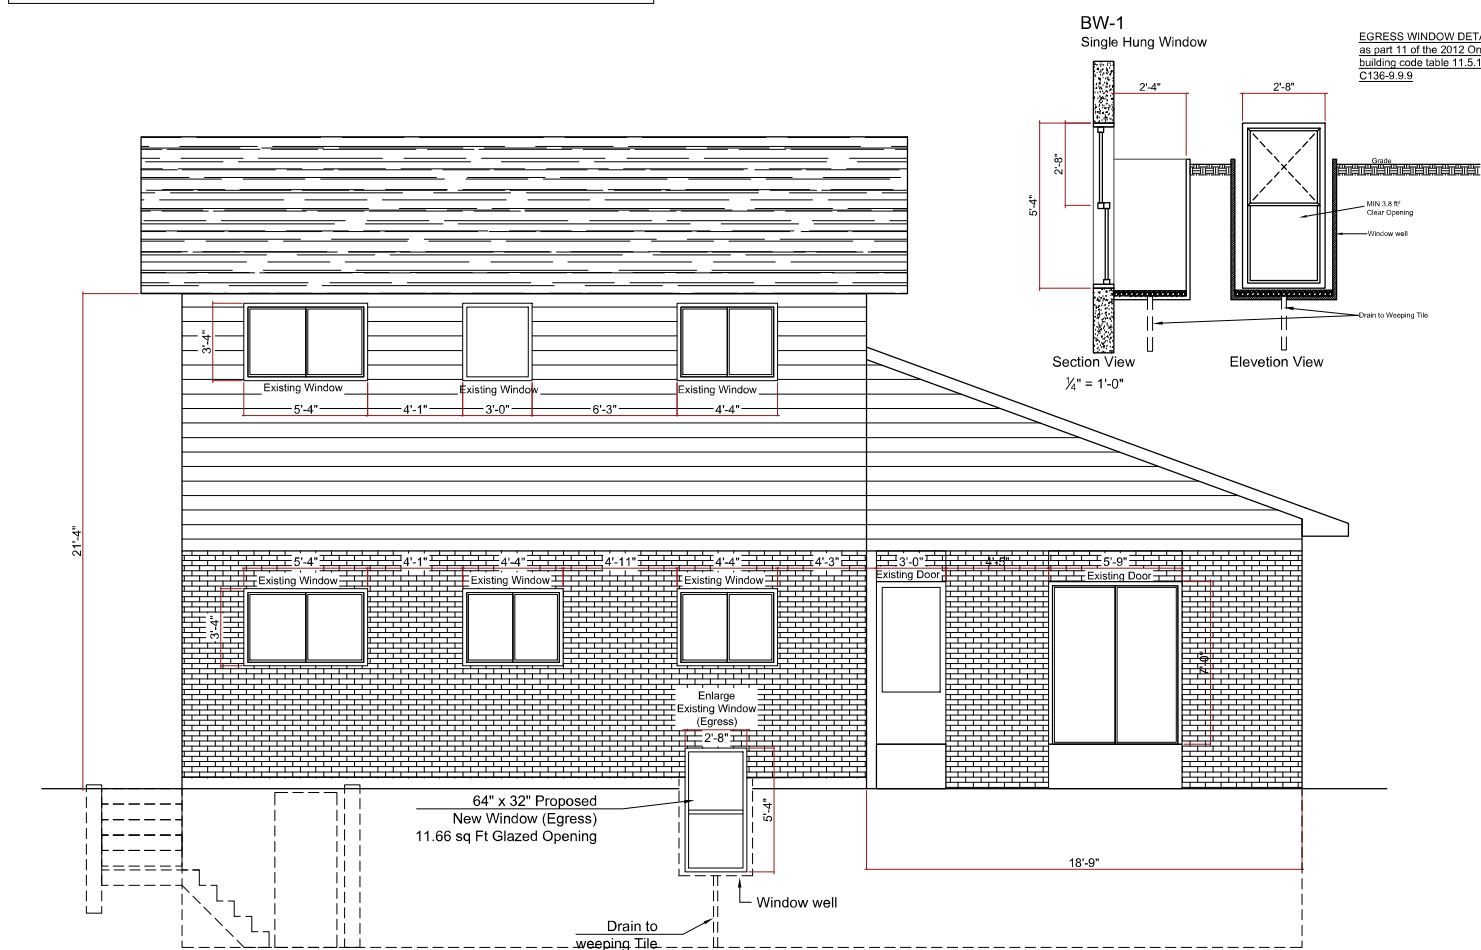 BW-1
Single Hung Window
EGRESS WINDOW
as part 11 of the 2012
building code table 11.5.1
C136-9.9.9
2'-4"
2'-8"
2'-8"
5'-4"
Grade
MIN 3.8 ft²
Clear Opening
Window well
Drain to Weeping Tile
Section View
Elevetion View
¼" = 1'-0"
3'-4"
Existing Window
Existing Window
Existing Window
5'-4"
4'-1"
3'-0"
6'-3"
4'-4"
21'-4"
5'-4"
4'-1"
4'-4"
4'-11"
4'-4"
4'-3"
3'-0"
4'-5"
5'-9"
Existing Window
Existing Window
Existing Window
Existing Door
Existing Door
3'-4"
7'-0"
Enlarge
Existing Window
(Egress)
2'-8"
5'-4"
64" x 32" Proposed
New Window (Egress)
11.66 sq Ft Glazed Opening
18'-9"
Window well
Drain to
weeping Tile